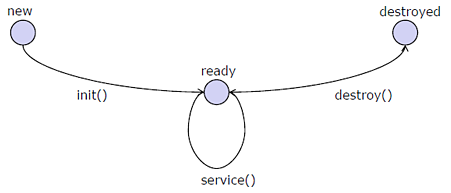 new
destroyed
ready
init()
destroy()
service()